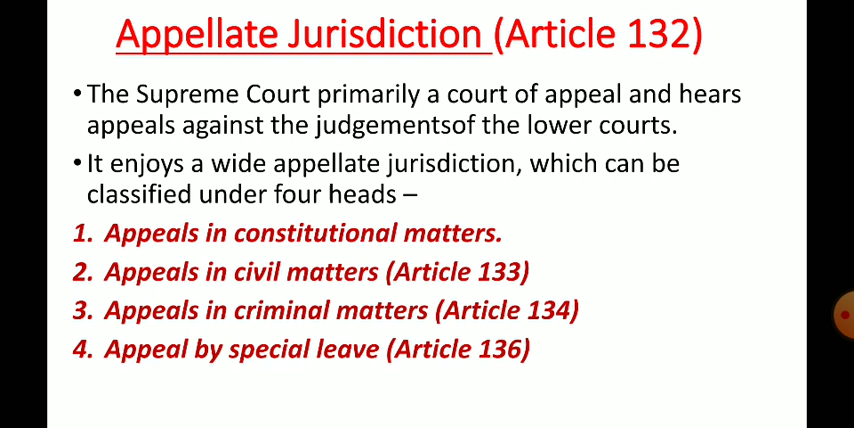 Appellate Jurisdiction (Article 132)
• The Supreme Court primarily a court of appeal and hears
appeals against the judgementsof the lower courts.
• It enjoys a wide appellate jurisdiction, which can be
classified under four heads –
1. Appeals in constitutional matters.
2. Appeals in civil matters (Article 133)
3. Appeals in criminal matters (Article 134)
4. Appeal by special leave (Article 136)